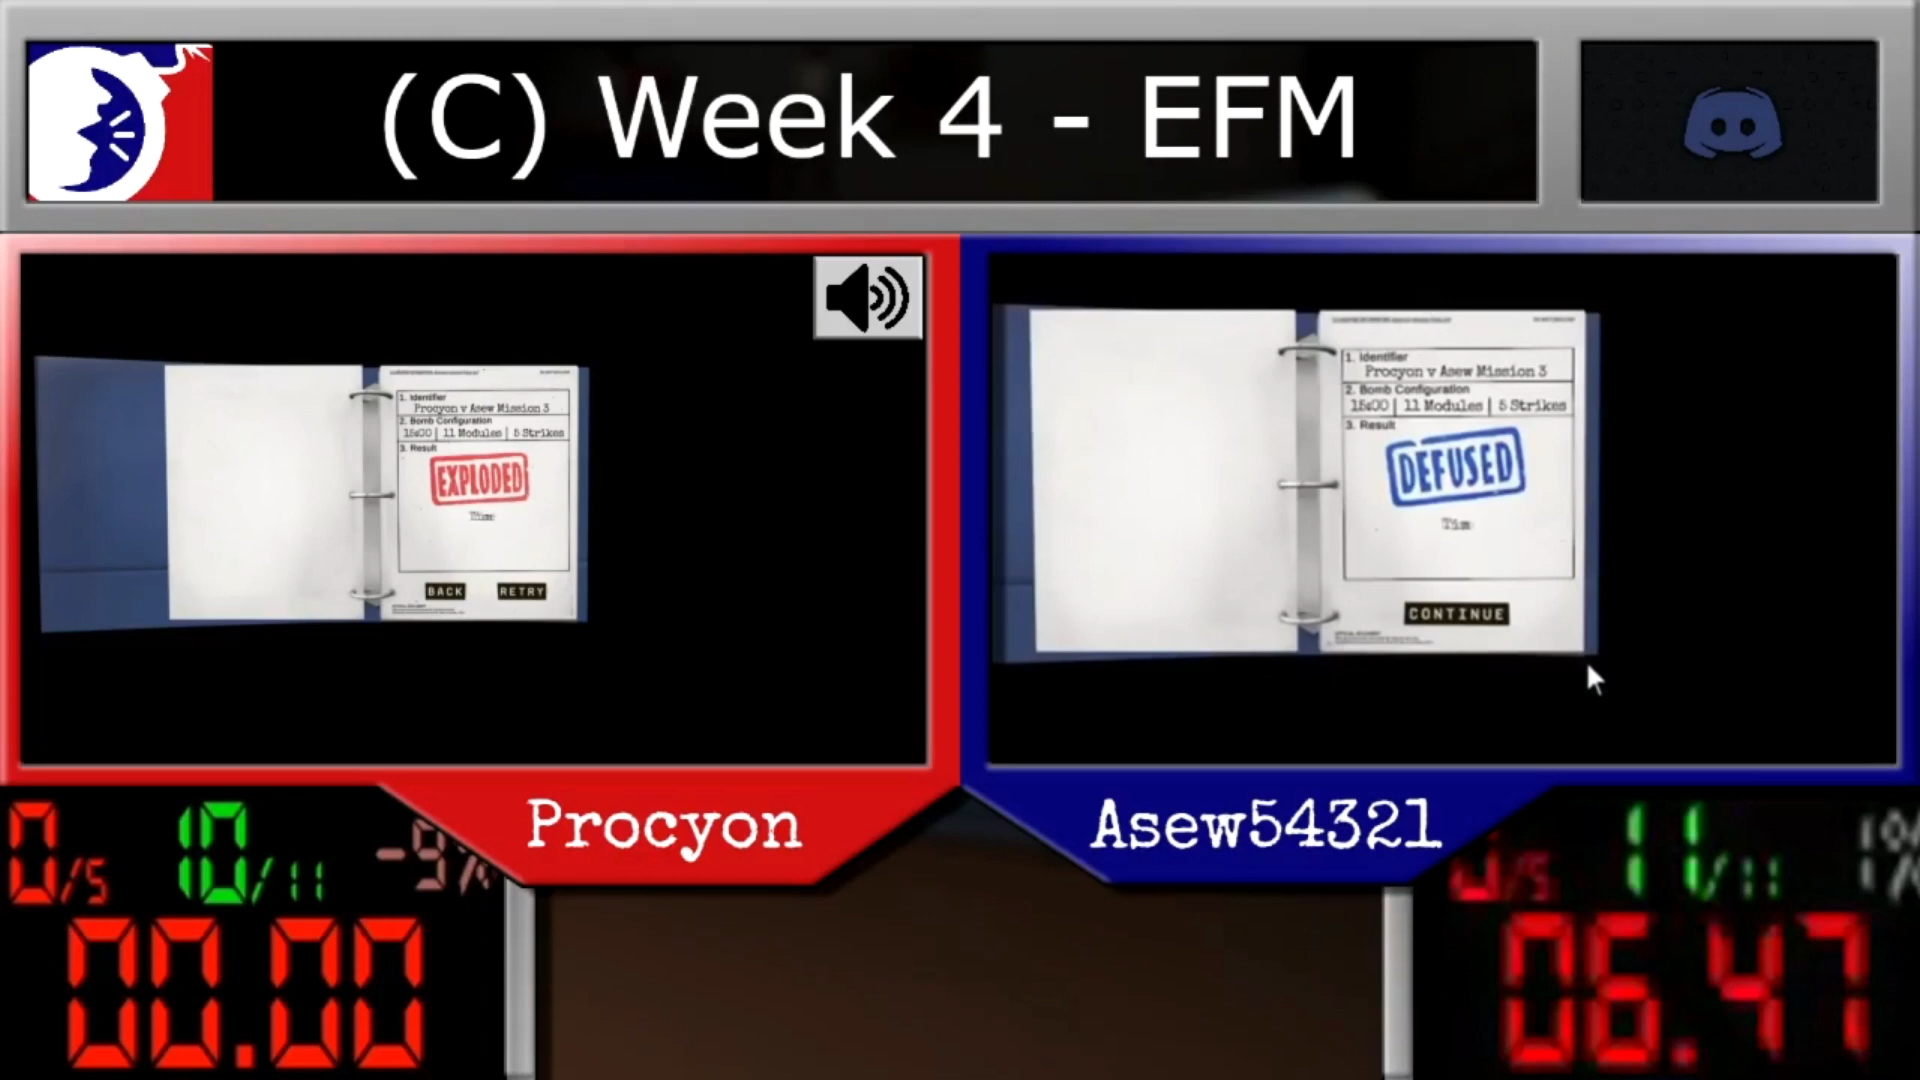 (C) Week 4 - EFM
1. Identifier
Procyon v Asew Mission 3
2. Bomb Configuration
15:00 | 11 Modules | 5 Strikes
3. Result
EXPLODED
BACK RETRY
1. Identifier
Procyon v Asew Mission 3
2. Bomb Configuration
15:00 | 11 Modules | 5 Strikes
3. Result
DEFUSED
CONTINUE
Procyon
Asew54321
0/5 10/11 -9%
00.00
/5 11/11
06.47